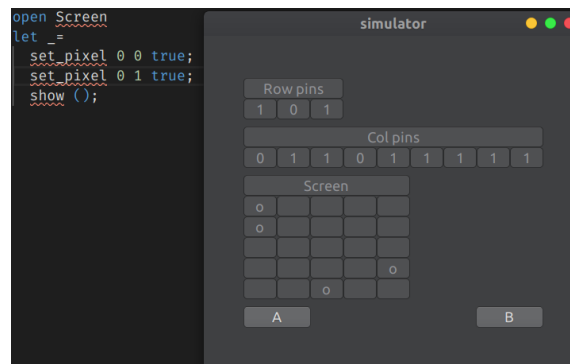 open Screen
let _=
set_pixel 0 0 true;
set_pixel 0 1 true;
show ();
simulator
Row pins
1 0 1
Col pins
0 1 1 0 1 1 1 1 1
Screen
o
o
o
o
A B